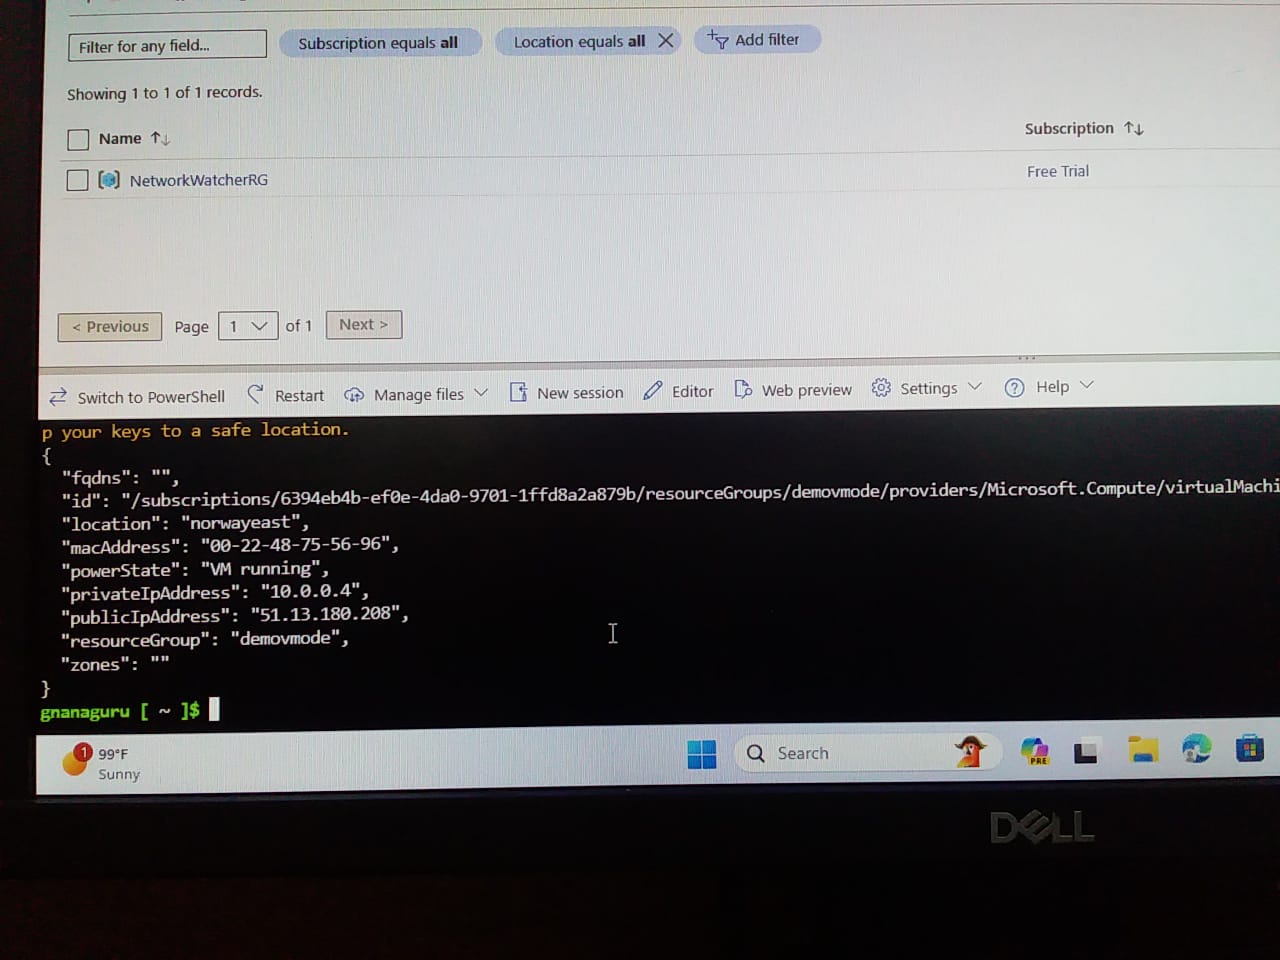 Filter for any field...
Subscription equals all
Location equals all
Add filter
Showing 1 to 1 of 1 records.
Name
Subscription
NetworkWatcherRG
Free Trial
< Previous
Page
1
of 1
Next >
Switch to PowerShell
Restart
Manage files
New session
Editor
Web preview
Settings
Help
p your keys to a safe location.
{
"fqdns": "",
"id": "/subscriptions/6394eb4b-ef0e-4da0-9701-1ffd8a2a879b/resourceGroups/demovmode/providers/Microsoft.Compute/virtualMachi
"location": "norwayeast",
"macAddress": "00-22-48-75-56-96",
"powerState": "VM running",
"privateIpAddress": "10.0.0.4",
"publicIpAddress": "51.13.180.208",
"resourceGroup": "demovmode",
"zones": ""
}
gnanaguru [ ~ ]$
1
99°F
Sunny
Search
PRE
DELL